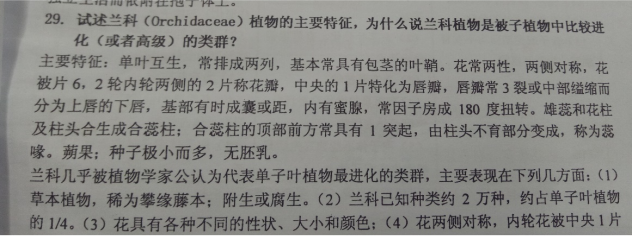 29. 试述兰科（Orchidaceae）植物的主要特征，为什么说兰科植物是被子植物中比较进
化（或者高级）的类群？
主要特征：单叶互生，常排成两列，基本常具有包茎的叶鞘。花常两性，两侧对称，花
被片 6，2 轮内轮两侧的 2 片称花瓣，中央的 1 片特化为唇瓣，唇瓣常 3 裂或中部缢缩而
分为上唇的下唇，基部有时成囊或距，内有蜜腺，常因子房成 180 度扭转。雄蕊和花柱
及柱头合生成合蕊柱；合蕊柱的顶部前方常具有 1 突起，由柱头不育部分变成，称为蕊
喙。蒴果；种子极小而多，无胚乳。
兰科几乎被植物学家公认为代表单子叶植物最进化的类群，主要表现在下列几方面：（1）
草本植物，稀为攀缘藤本；附生或腐生。（2）兰科已知种类约 2 万种，约占单子叶植物
的 1/4。（3）花具有各种不同的性状、大小和颜色；（4）花两侧对称，内轮花被中央 1 片